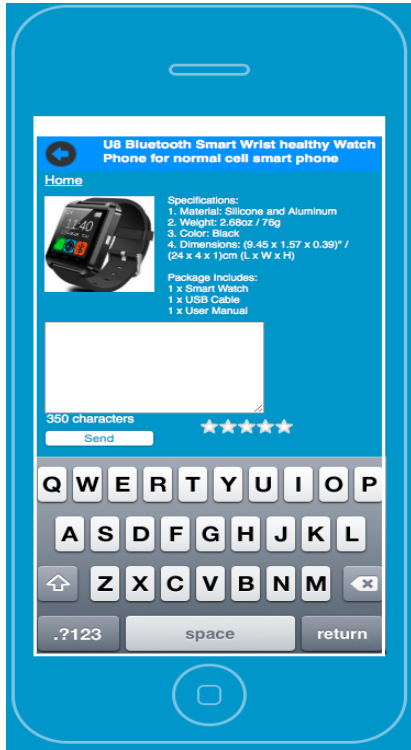 U8 Bluetooth Smart Wrist healthy Watch
Phone for normal cell smart phone
Home
11:40
Specifications:
1. Material: Silicone and Aluminum
2. Weight: 2.68oz / 76g
3. Color: Black
4. Dimensions: (9.45 x 1.57 x 0.39)" /
(24 x 4 x 1)cm (L x W x H)
Package Includes:
1 x Smart Watch
1 x USB Cable
1 x User Manual
350 characters
Send
Q W E R T Y U I O P
A S D F G H J K L
Z X C V B N M
.?123 space return